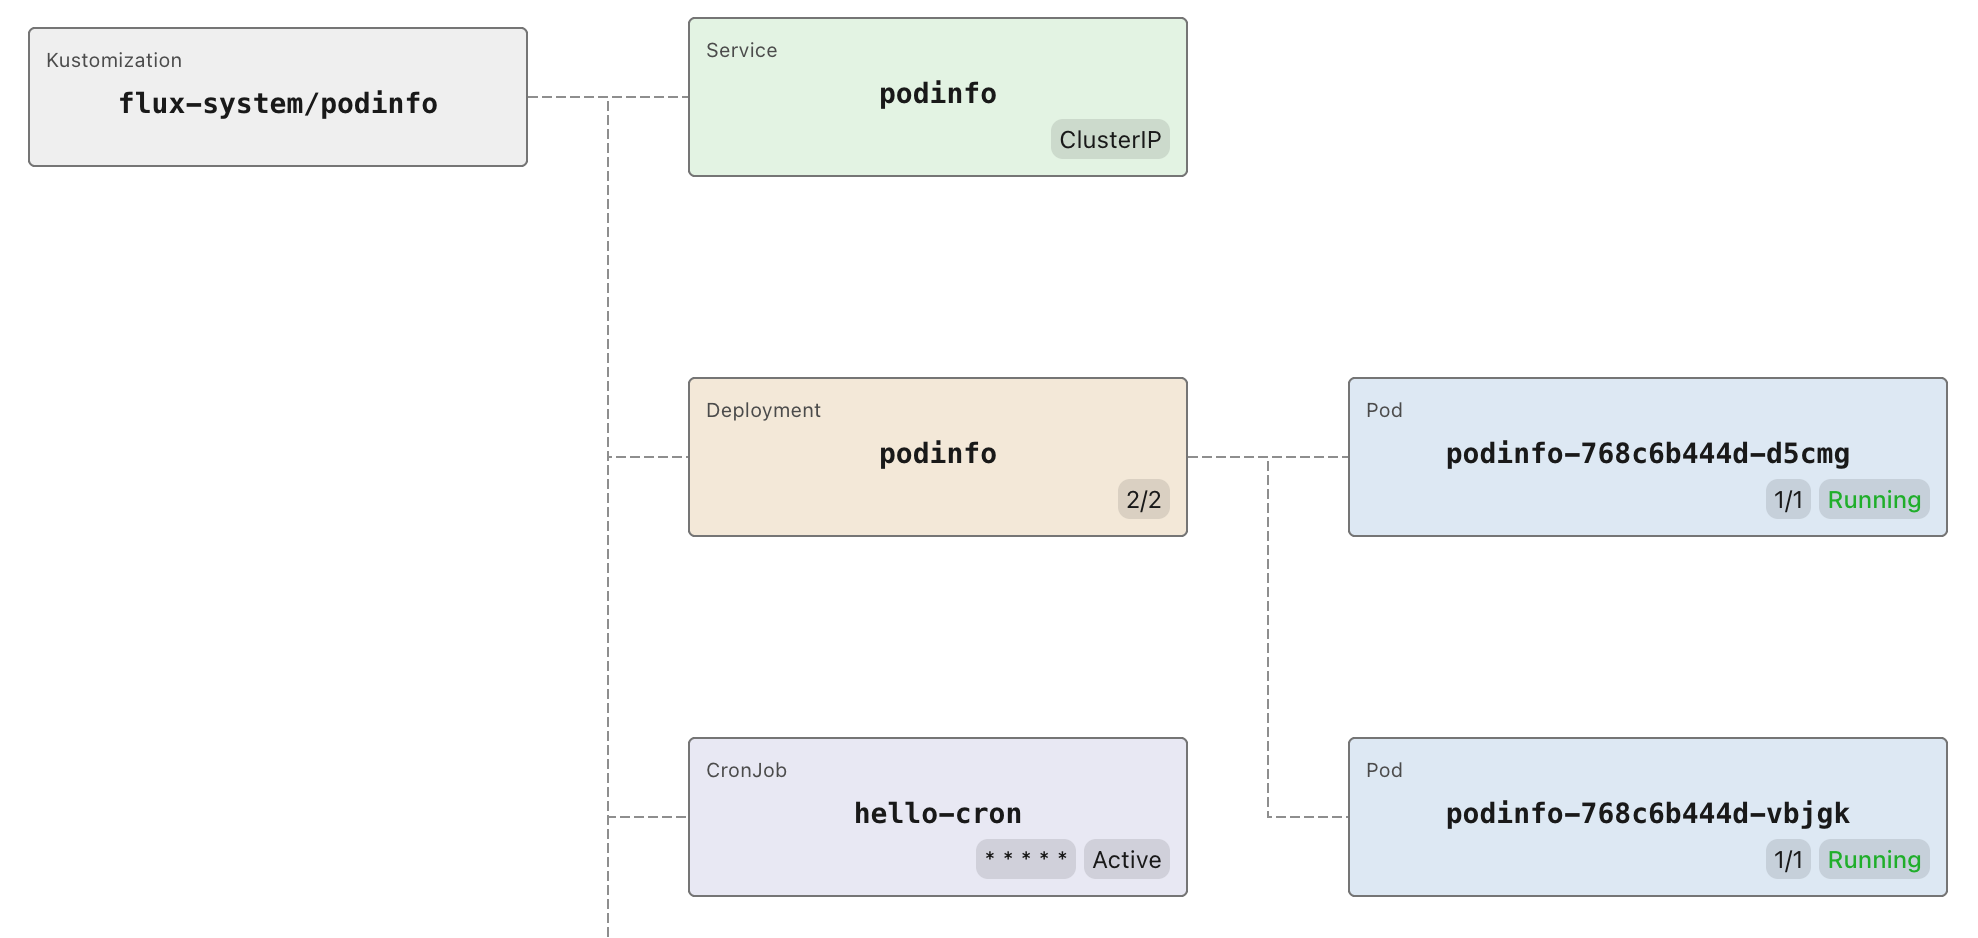 Kustomization
flux-system/podinfo
Service
podinfo
ClusterIP
Deployment
podinfo
2/2
Pod
podinfo-768c6b444d-d5cmg
1/1 Running
CronJob
hello-cron
* * * * * Active
Pod
podinfo-768c6b444d-vbjgk
1/1 Running